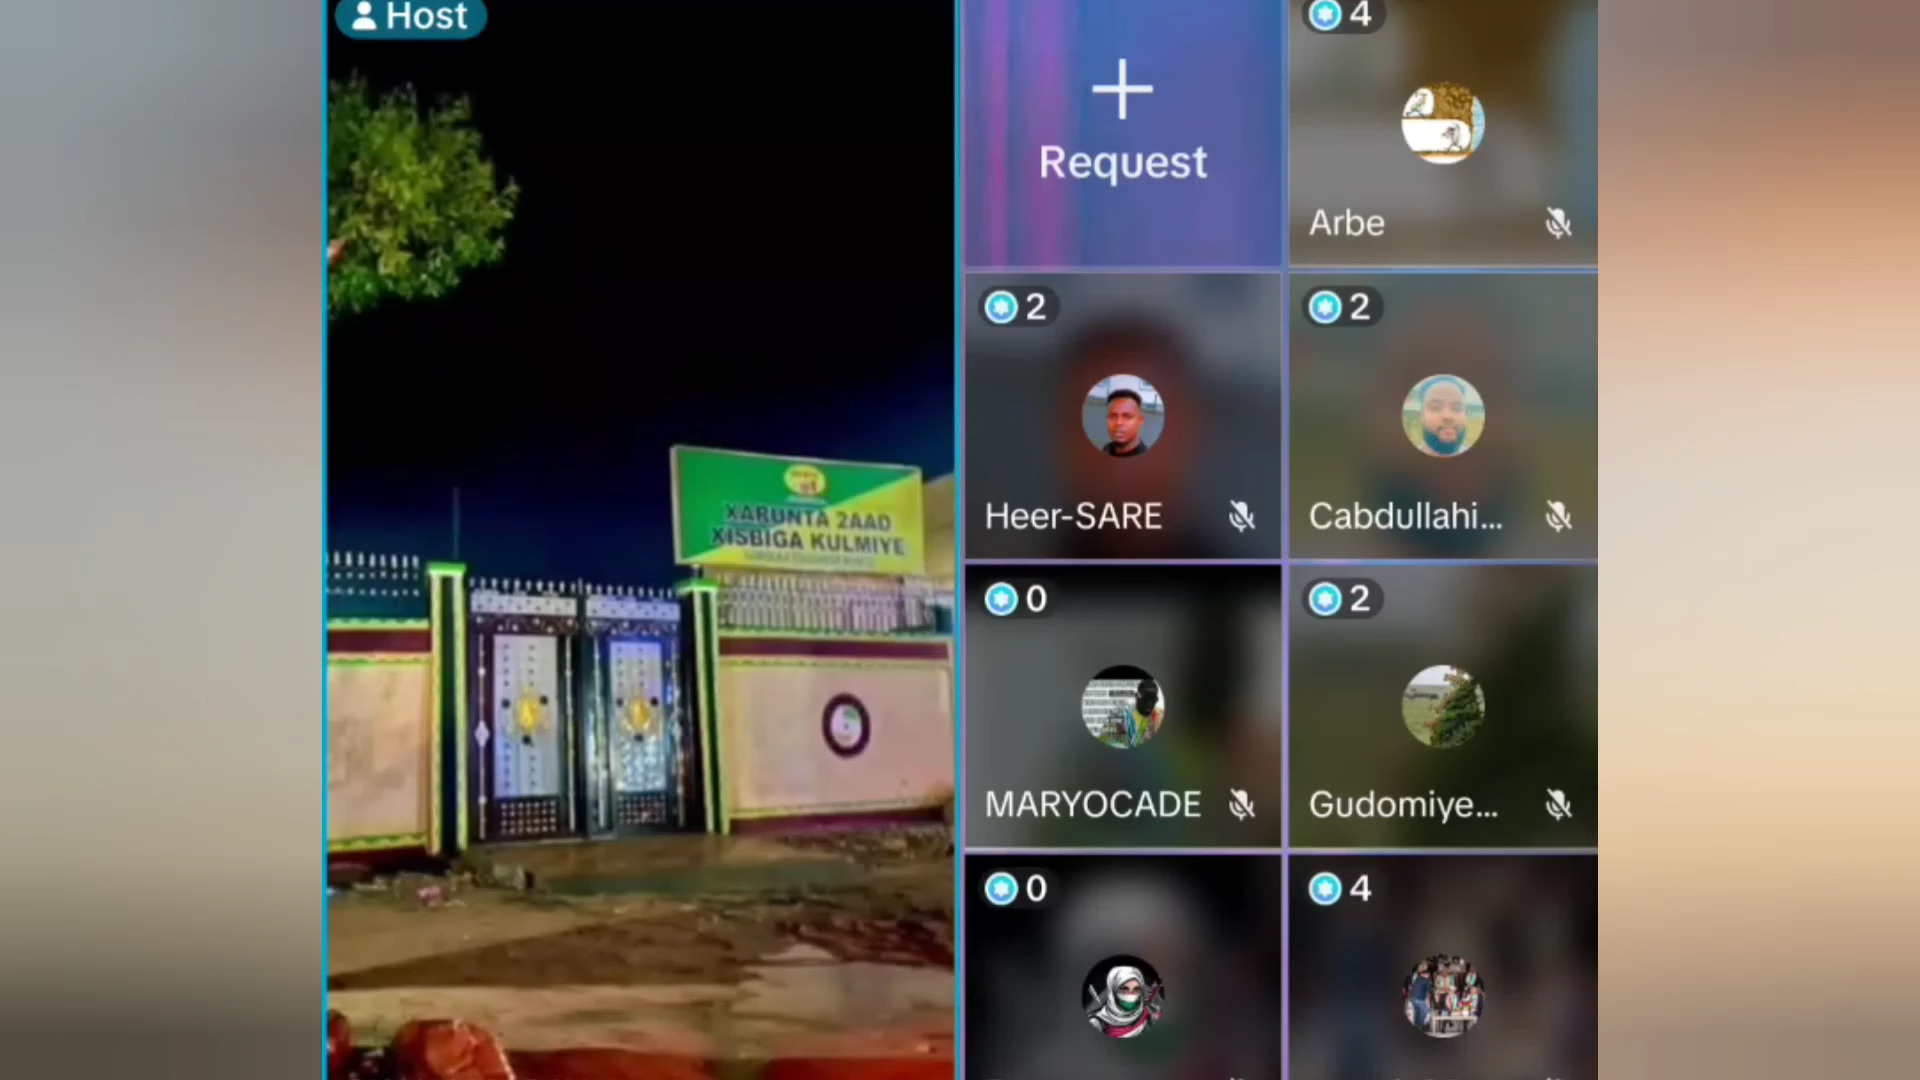 Host
XARUNTA 2AAD
XISBIGA KULMIYE
Request
4
Arbe
2
Heer-SARE
2
Cabdullahi...
0
MARYOCADE
2
Gudomiye...
0
4